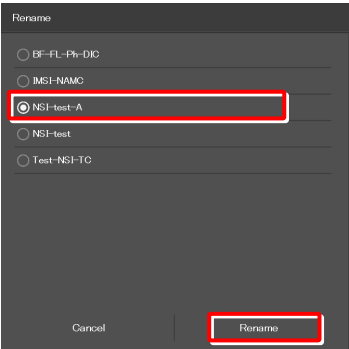 Rename
BF-FL-Ph-DIC
IMSI-NAMC
NSI-test-A
NSI-test
Test-NSI-TC
Cancel
Rename